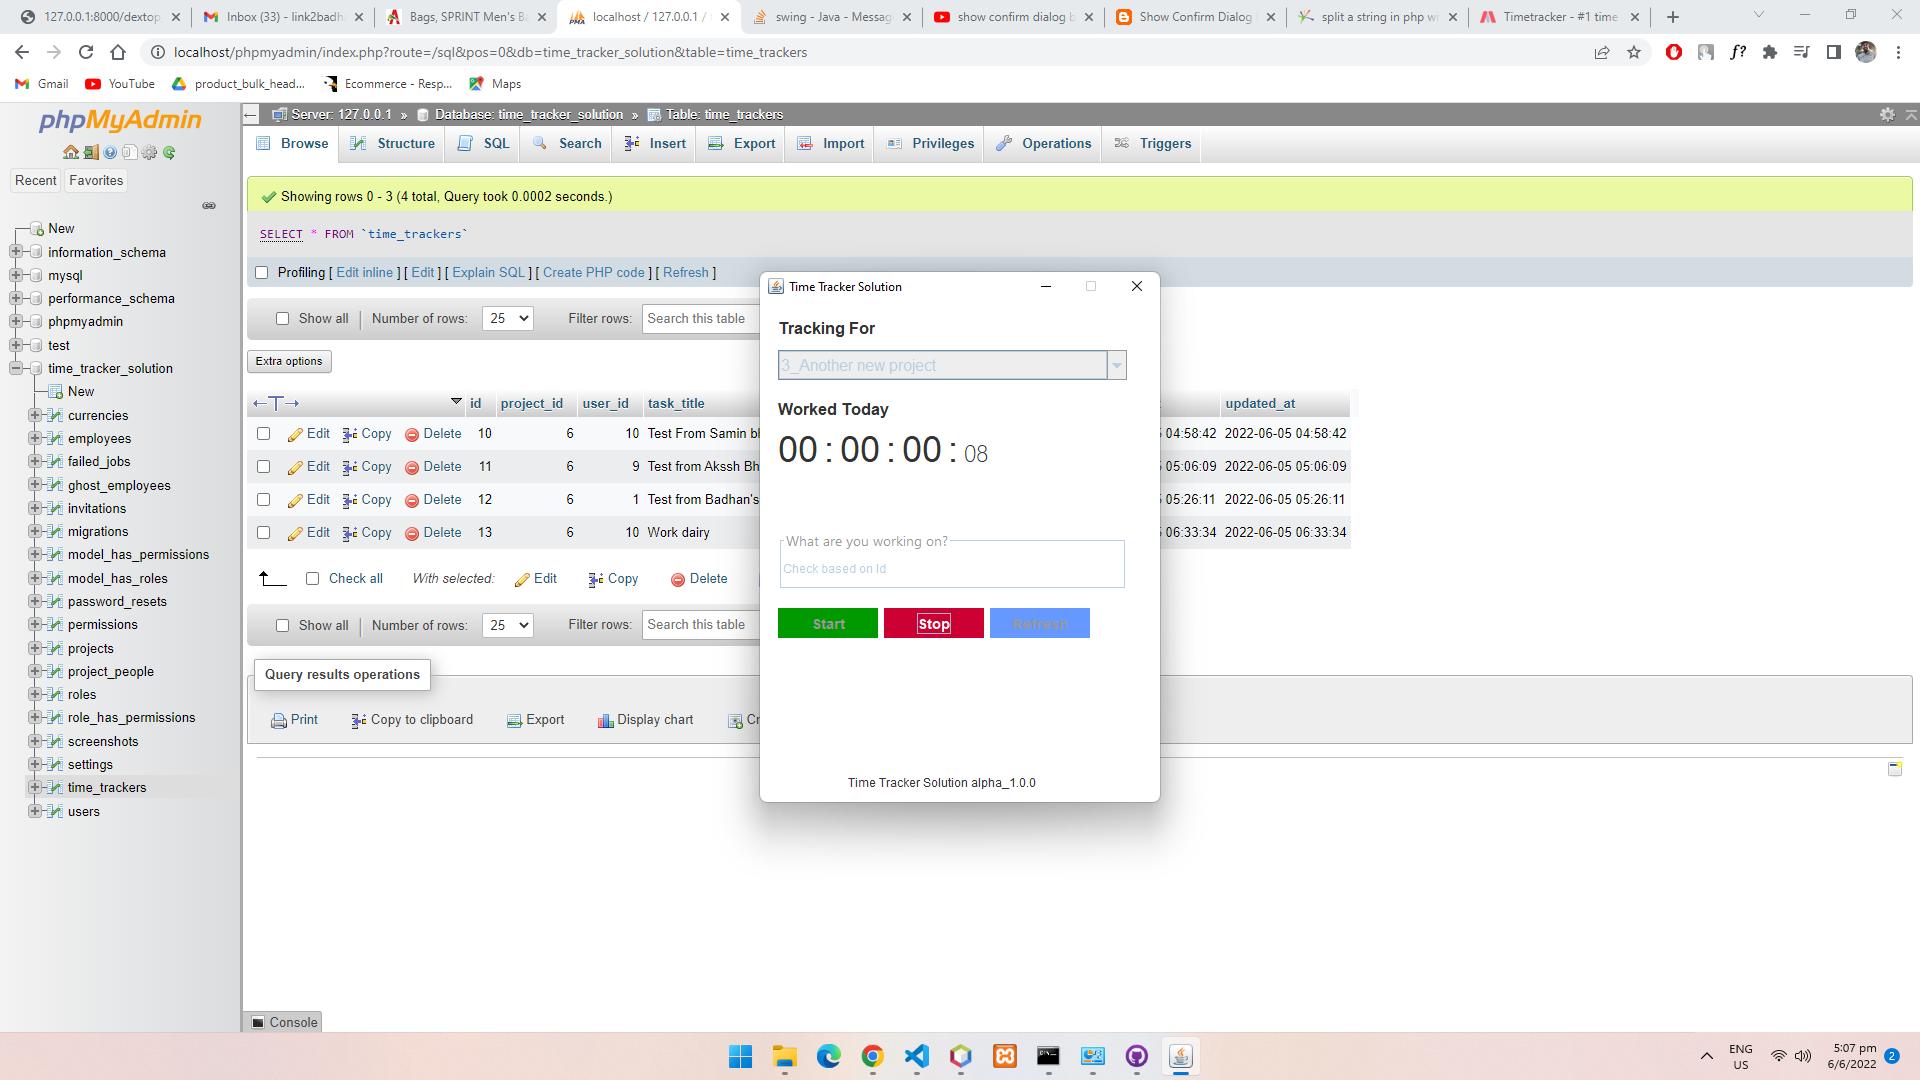 127.0.0.1:8000/dextop
Inbox (33) - link2badh
Bags, SPRINT Men's B
localhost / 127.0.0.1 /
swing - Java - Messag
show confirm dialog b
Show Confirm Dialog
split a string in php w
Timetracker - #1 time
localhost/phpmyadmin/index.php?route=/sql&pos=0&db=time_tracker_solution&table=time_trackers
Gmail YouTube product_bulk_head... Ecommerce - Resp... Maps
phpMyAdmin
Recent Favorites
New
information_schema
mysql
performance_schema
phpmyadmin
test
time_tracker_solution
New
currencies
employees
failed_jobs
ghost_employees
invitations
migrations
model_has_permissions
model_has_roles
password_resets
permissions
projects
project_people
roles
role_has_permissions
screenshots
settings
time_trackers
users
Server: 127.0.0.1 » Database: time_tracker_solution » Table: time_trackers
Browse Structure SQL Search Insert Export Import Privileges Operations Triggers
Showing rows 0 - 3 (4 total, Query took 0.0002 seconds.)
SELECT * FROM `time_trackers`
Profiling [ Edit inline ] [ Edit ] [ Explain SQL ] [ Create PHP code ] [ Refresh ]
Show all Number of rows: 25 Filter rows: Search this table
Extra options
id project_id user_id task_title updated_at
Edit Copy Delete 10 6 10 Test From Samin bh 04:58:42 2022-06-05 04:58:42
Edit Copy Delete 11 6 9 Test from Akssh Bh 05:06:09 2022-06-05 05:06:09
Edit Copy Delete 12 6 1 Test from Badhan's 05:26:11 2022-06-05 05:26:11
Edit Copy Delete 13 6 10 Work dairy 06:33:34 2022-06-05 06:33:34
Check all With selected: Edit Copy Delete
Show all Number of rows: 25 Filter rows: Search this table
Query results operations
Print Copy to clipboard Export Display chart Cr
Console
Time Tracker Solution
Tracking For
3_Another new project
Worked Today
00 : 00 : 00 : 08
What are you working on?
Check based on Id
Start Stop Refresh
Time Tracker Solution alpha_1.0.0
ENG
US
5:07 pm
6/6/2022
2